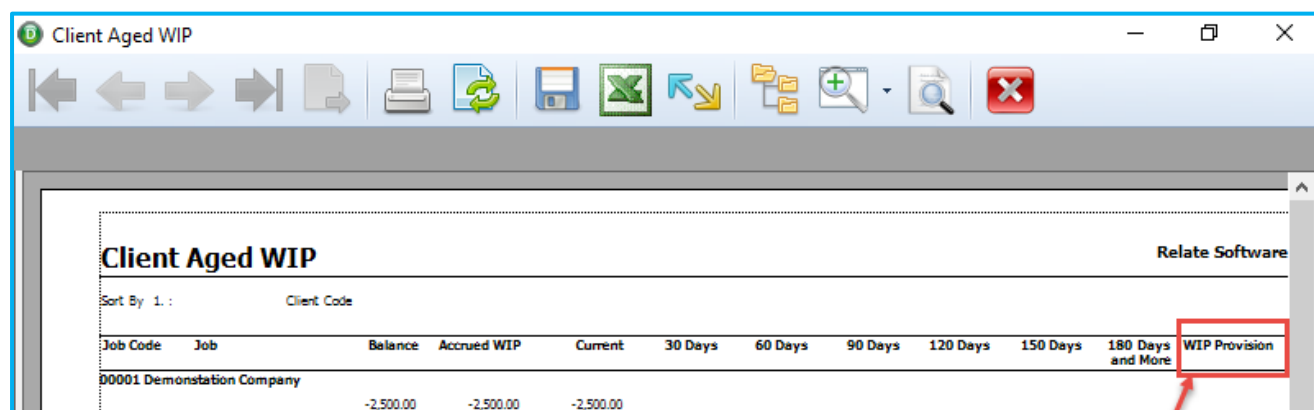 Client Aged WIP
Client Aged WIP Relate Software
Sort By 1. : Client Code
Job Code Job Balance Accrued WIP Current 30 Days 60 Days 90 Days 120 Days 150 Days 180 Days and More WIP Provision
00001 Demonstation Company
-2,500.00 -2,500.00 -2,500.00